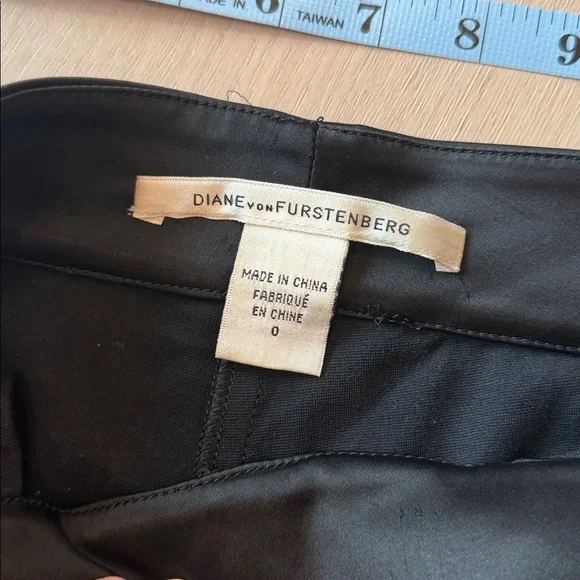 MADE IN 6 TAIWAN 7 8 9
DIANE VON FURSTENBERG
MADE IN CHINA
FABRIQUÉ
EN CHINE
0